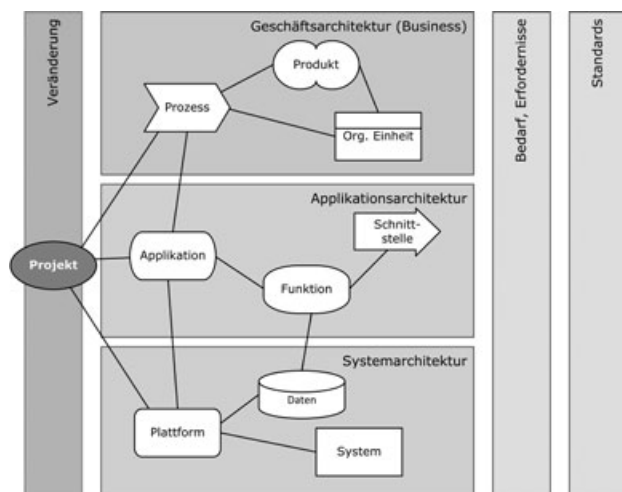 Veränderung
Geschäftsarchitektur (Business)
Produkt
Prozess
Org. Einheit
Applikationsarchitektur
Schnitt-
stelle
Projekt
Applikation
Funktion
Systemarchitektur
Daten
Plattform
System
Bedarf, Erfordernisse
Standards